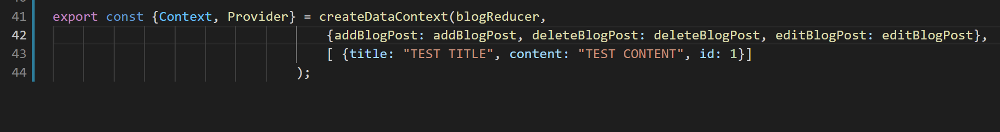 41 export const {Context, Provider} = createDataContext(blogReducer,
42 {addBlogPost: addBlogPost, deleteBlogPost: deleteBlogPost, editBlogPost: editBlogPost},
43 [ {title: "TEST TITLE", content: "TEST CONTENT", id: 1}]
44 );